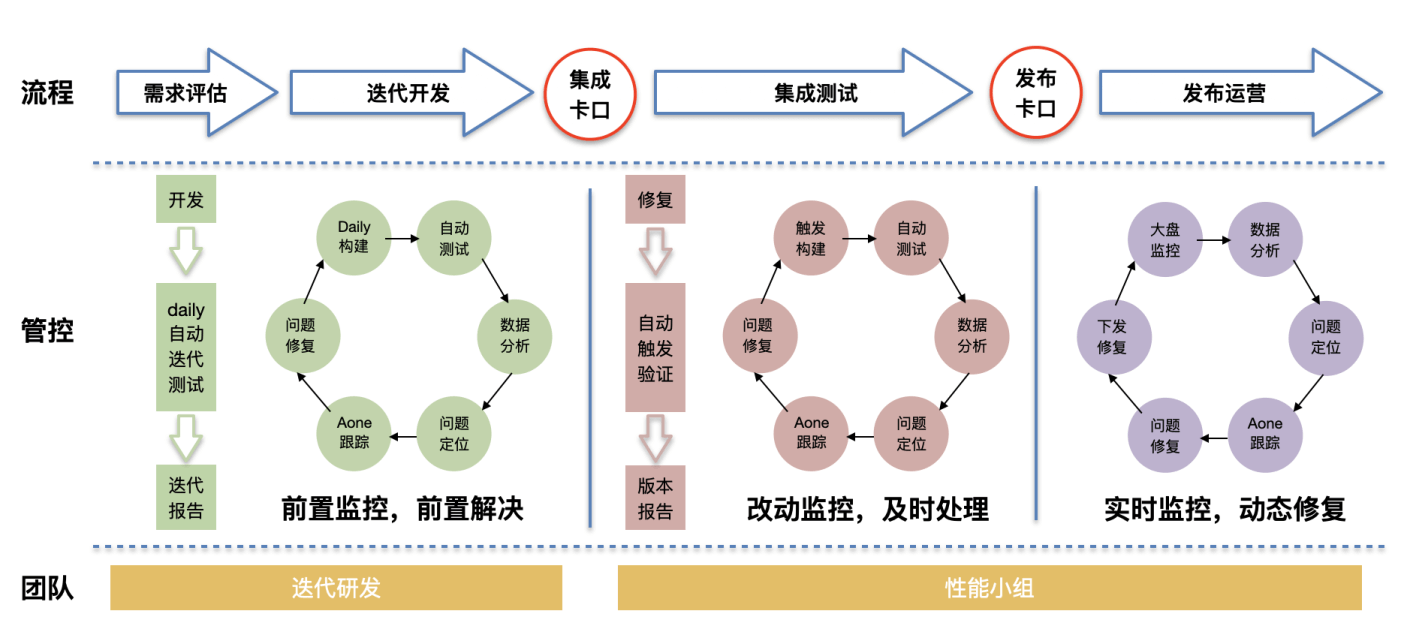 流程
需求评估
迭代开发
集成
卡口
集成测试
发布
卡口
发布运营
管控
开发
daily
自动
迭代
测试
迭代
报告
Daily
构建
自动
测试
数据
分析
问题
定位
Aone
跟踪
问题
修复
前置监控，前置解决
修复
自动
触发
验证
版本
报告
触发
构建
自动
测试
数据
分析
问题
定位
Aone
跟踪
问题
修复
改动监控，及时处理
大盘
监控
数据
分析
问题
定位
Aone
跟踪
问题
修复
下发
修复
实时监控，动态修复
团队
迭代研发
性能小组